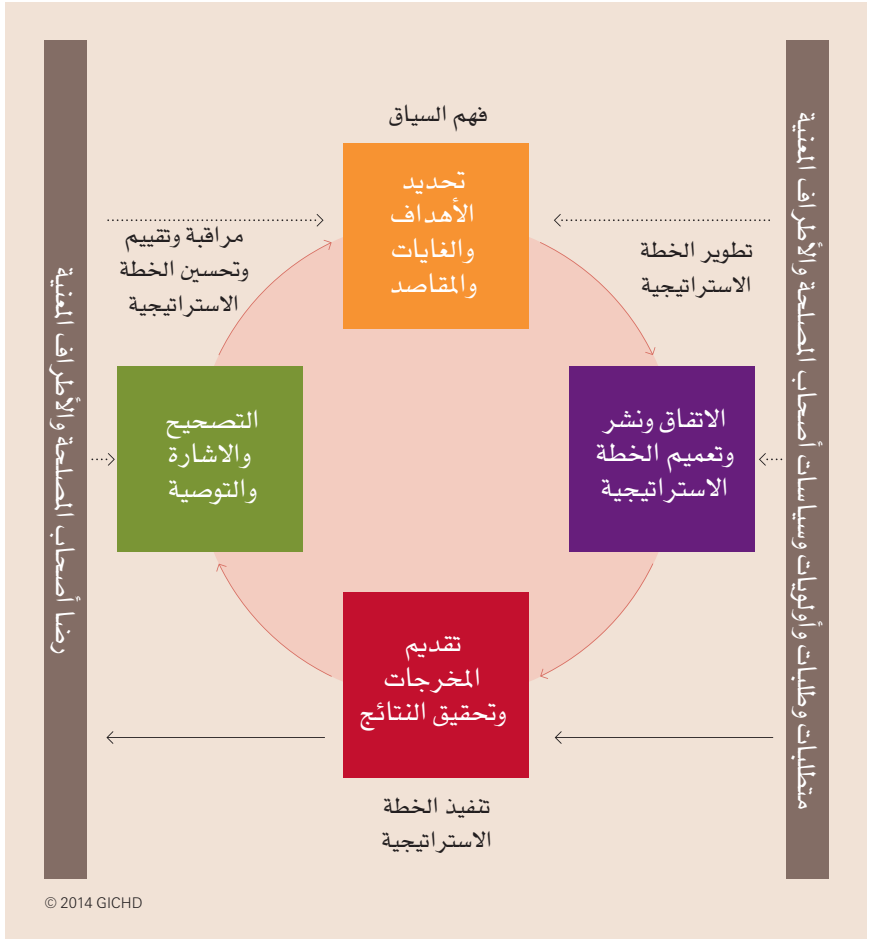 فهم السياق
تحديد
الأهداف
والغايات
والمقاصد
تطوير الخطة
الاستراتيجية
متطلبات وطلبات وأولويات وسياسات أصحاب المصلحة والأطراف المعنية
الاتفاق ونشر
وتعميم الخطة
الاستراتيجية
تقديم
المخرجات
وتحقيق النتائج
تنفيذ الخطة
الاستراتيجية
التصحيح
والاشارة
والتوصية
مراقبة وتقييم
وتحسين الخطة
الاستراتيجية
رضا أصحاب المصلحة والأطراف المعنية
© 2014 GICHD